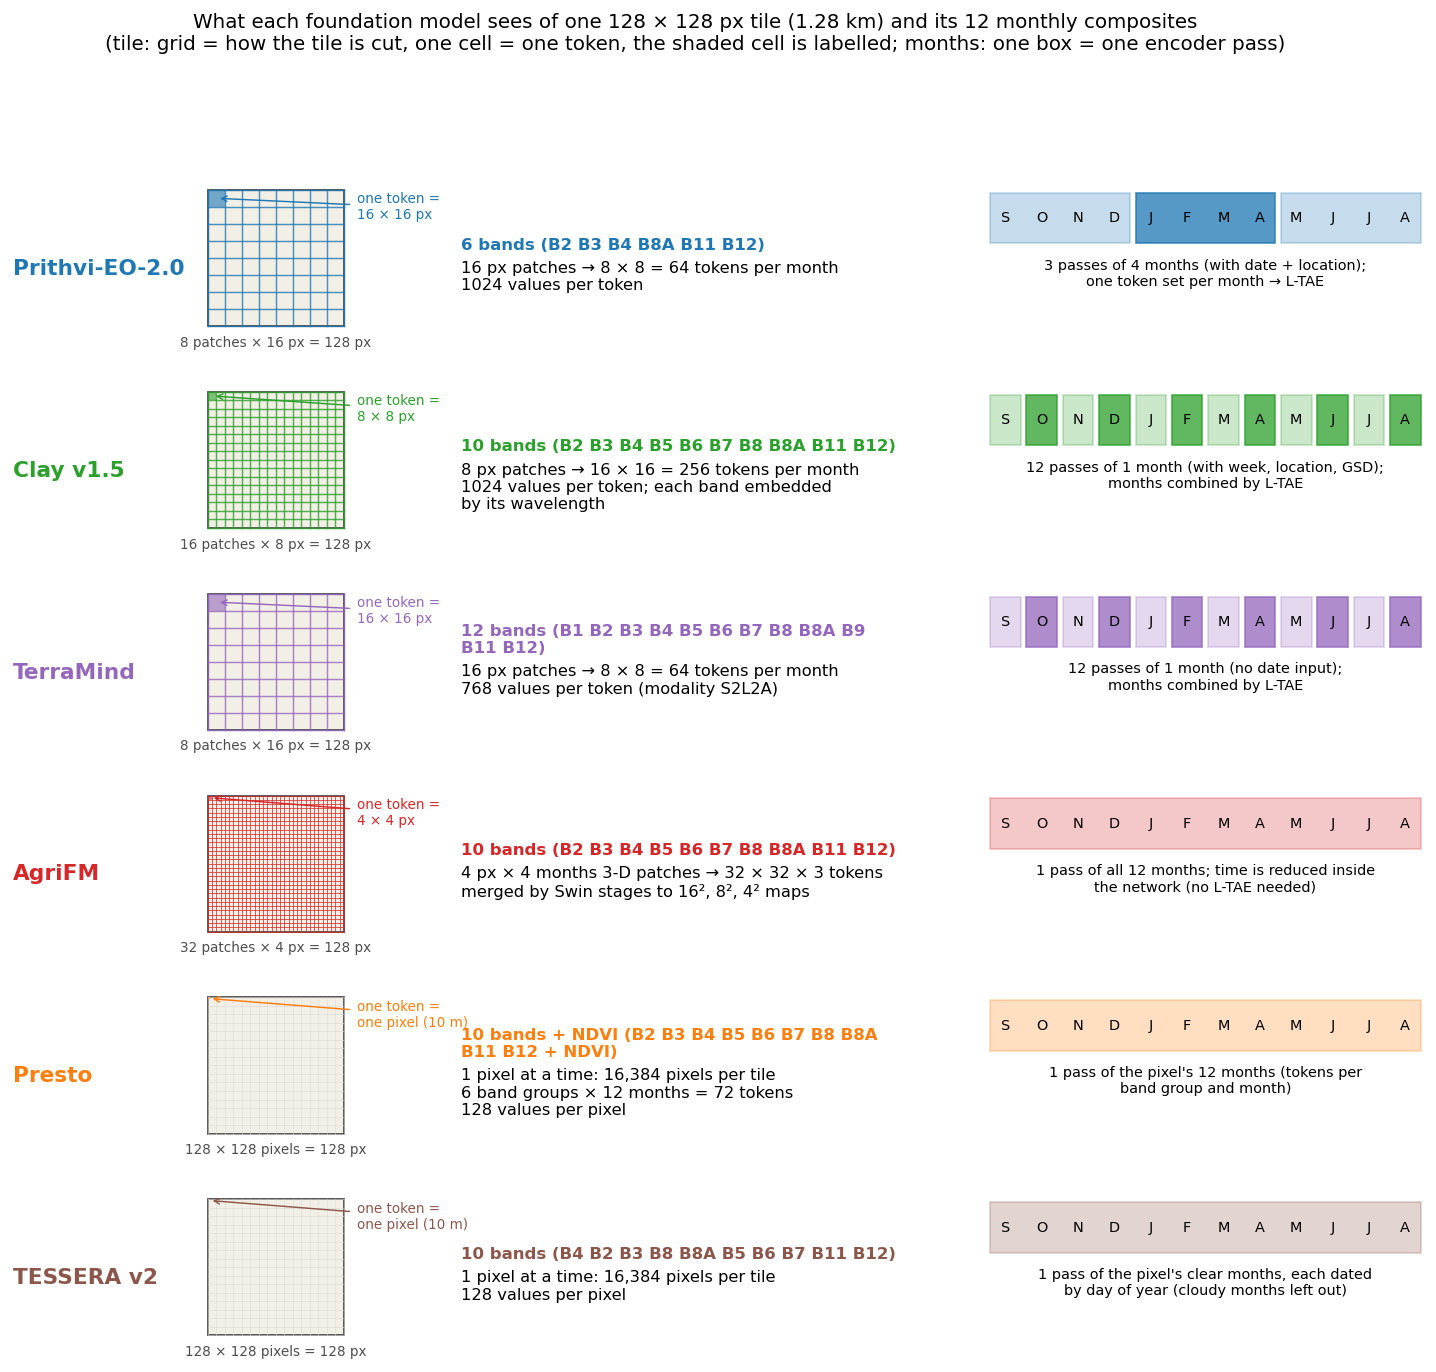 What each foundation model sees of one 128 × 128 px tile (1.28 km) and its 12 monthly composites
(tile: grid = how the tile is cut, one cell = one token, the shaded cell is labelled; months: one box = one encoder pass)
Prithvi-EO-2.0
one token =
16 × 16 px
8 patches × 16 px = 128 px
6 bands (B2 B3 B4 B8A B11 B12)
16 px patches → 8 × 8 = 64 tokens per month
1024 values per token
S O N D J F M A M J J A
3 passes of 4 months (with date + location);
one token set per month → L-TAE
Clay v1.5
one token =
8 × 8 px
16 patches × 8 px = 128 px
10 bands (B2 B3 B4 B5 B6 B7 B8 B8A B11 B12)
8 px patches → 16 × 16 = 256 tokens per month
1024 values per token; each band embedded
by its wavelength
S O N D J F M A M J J A
12 passes of 1 month (with week, location, GSD);
months combined by L-TAE
TerraMind
one token =
16 × 16 px
8 patches × 16 px = 128 px
12 bands (B1 B2 B3 B4 B5 B6 B7 B8 B8A B9
B11 B12)
16 px patches → 8 × 8 = 64 tokens per month
768 values per token (modality S2L2A)
S O N D J F M A M J J A
12 passes of 1 month (no date input);
months combined by L-TAE
AgriFM
one token =
4 × 4 px
32 patches × 4 px = 128 px
10 bands (B2 B3 B4 B5 B6 B7 B8 B8A B11 B12)
4 px × 4 months 3-D patches → 32 × 32 × 3 tokens
merged by Swin stages to 16², 8², 4² maps
S O N D J F M A M J J A
1 pass of all 12 months; time is reduced inside
the network (no L-TAE needed)
Presto
one token =
one pixel (10 m)
128 × 128 pixels = 128 px
10 bands + NDVI (B2 B3 B4 B5 B6 B7 B8 B8A
B11 B12 + NDVI)
1 pixel at a time: 16,384 pixels per tile
6 band groups × 12 months = 72 tokens
128 values per pixel
S O N D J F M A M J J A
1 pass of the pixel's 12 months (tokens per
band group and month)
TESSERA v2
one token =
one pixel (10 m)
128 × 128 pixels = 128 px
10 bands (B4 B2 B3 B8 B8A B5 B6 B7 B11 B12)
1 pixel at a time: 16,384 pixels per tile
128 values per pixel
S O N D J F M A M J J A
1 pass of the pixel's clear months, each dated
by day of year (cloudy months left out)